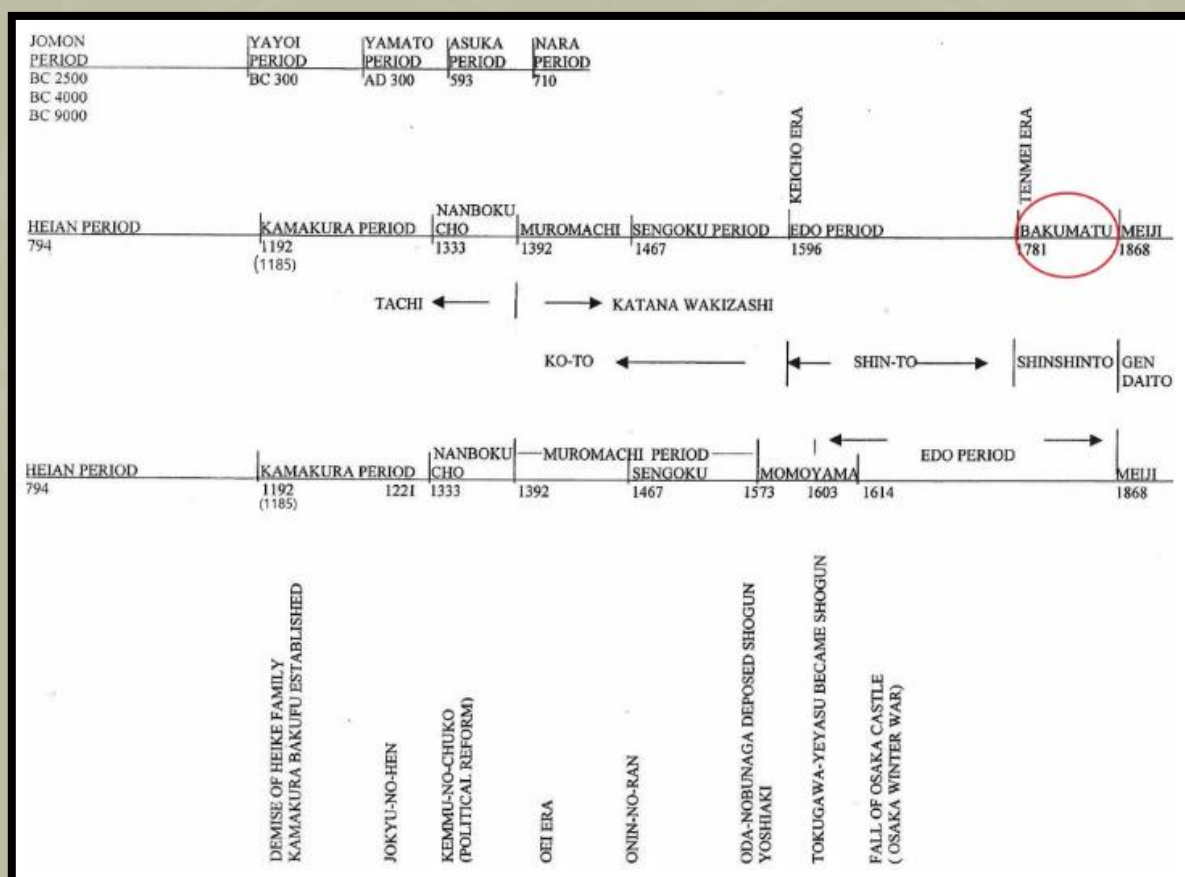 JOMON
PERIOD
BC 2500
BC 4000
BC 9000
YAYOI
PERIOD
BC 300
YAMATO
PERIOD
AD 300
ASUKA
PERIOD
593
NARA
PERIOD
710
KEICHO ERA
TENMEI ERA
HEIAN PERIOD
794
KAMAKURA PERIOD
1192
(1185)
NANBOKU
CHO
1333
MUROMACHI
1392
SENGOKU PERIOD
1467
EDO PERIOD
1596
BAKUMATU
1781
MEIJI
1868
TACHI
KATANA WAKIZASHI
KO-TO
SHIN-TO
SHINSHINTO
GEN
DAITO
HEIAN PERIOD
794
KAMAKURA PERIOD
1192
(1185)
1221
NANBOKU
CHO
1333
MUROMACHI PERIOD
1392
SENGOKU
1467
1573
MOMOYAMA
1603
1614
EDO PERIOD
MEIJI
1868
DEMISE OF HEIKE FAMILY
KAMAKURA BAKUFU ESTABLISHED
JOKYU-NO-HEN
KEMMU-NO-CHUKO
(POLITICAL REFORM)
OEI ERA
ONIN-NO-RAN
ODA-NOBUNAGA DEPOSED SHOGUN
YOSHIAKI
TOKUGAWA-YEYASU BECAME SHOGUN
FALL OF OSAKA CASTLE
( OSAKA WINTER WAR)